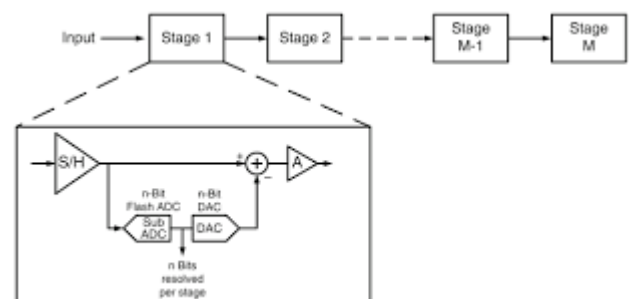 Input
Stage 1
Stage 2
Stage
M-1
Stage
M
S/H
+
+
−
A
n-Bit
Flash ADC
n-Bit
DAC
Sub
ADC
DAC
n Bits
resolved
per stage